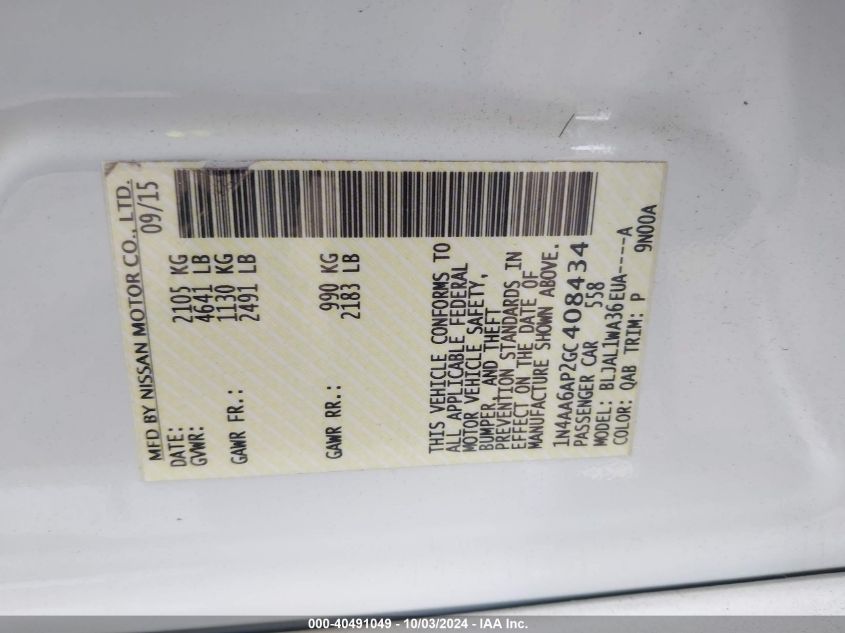 MFD BY NISSAN MOTOR CO., LTD.
DATE: 09/15
GVWR: 2105 KG
4641 LB
GAWR FR.: 1130 KG
2491 LB
GAWR RR.: 990 KG
2183 LB
THIS VEHICLE CONFORMS TO
ALL APPLICABLE FEDERAL
MOTOR VEHICLE SAFETY,
BUMPER, AND THEFT
PREVENTION STANDARDS IN
EFFECT ON THE DATE OF
MANUFACTURE SHOWN ABOVE.
1N4AA6AP2GC408434
PASSENGER CAR 558
MODEL: BLJAL1WA36EUA----A
COLOR: QAB TRIM: P 9N00A
000-40491049 - 10/03/2024 - IAA Inc.